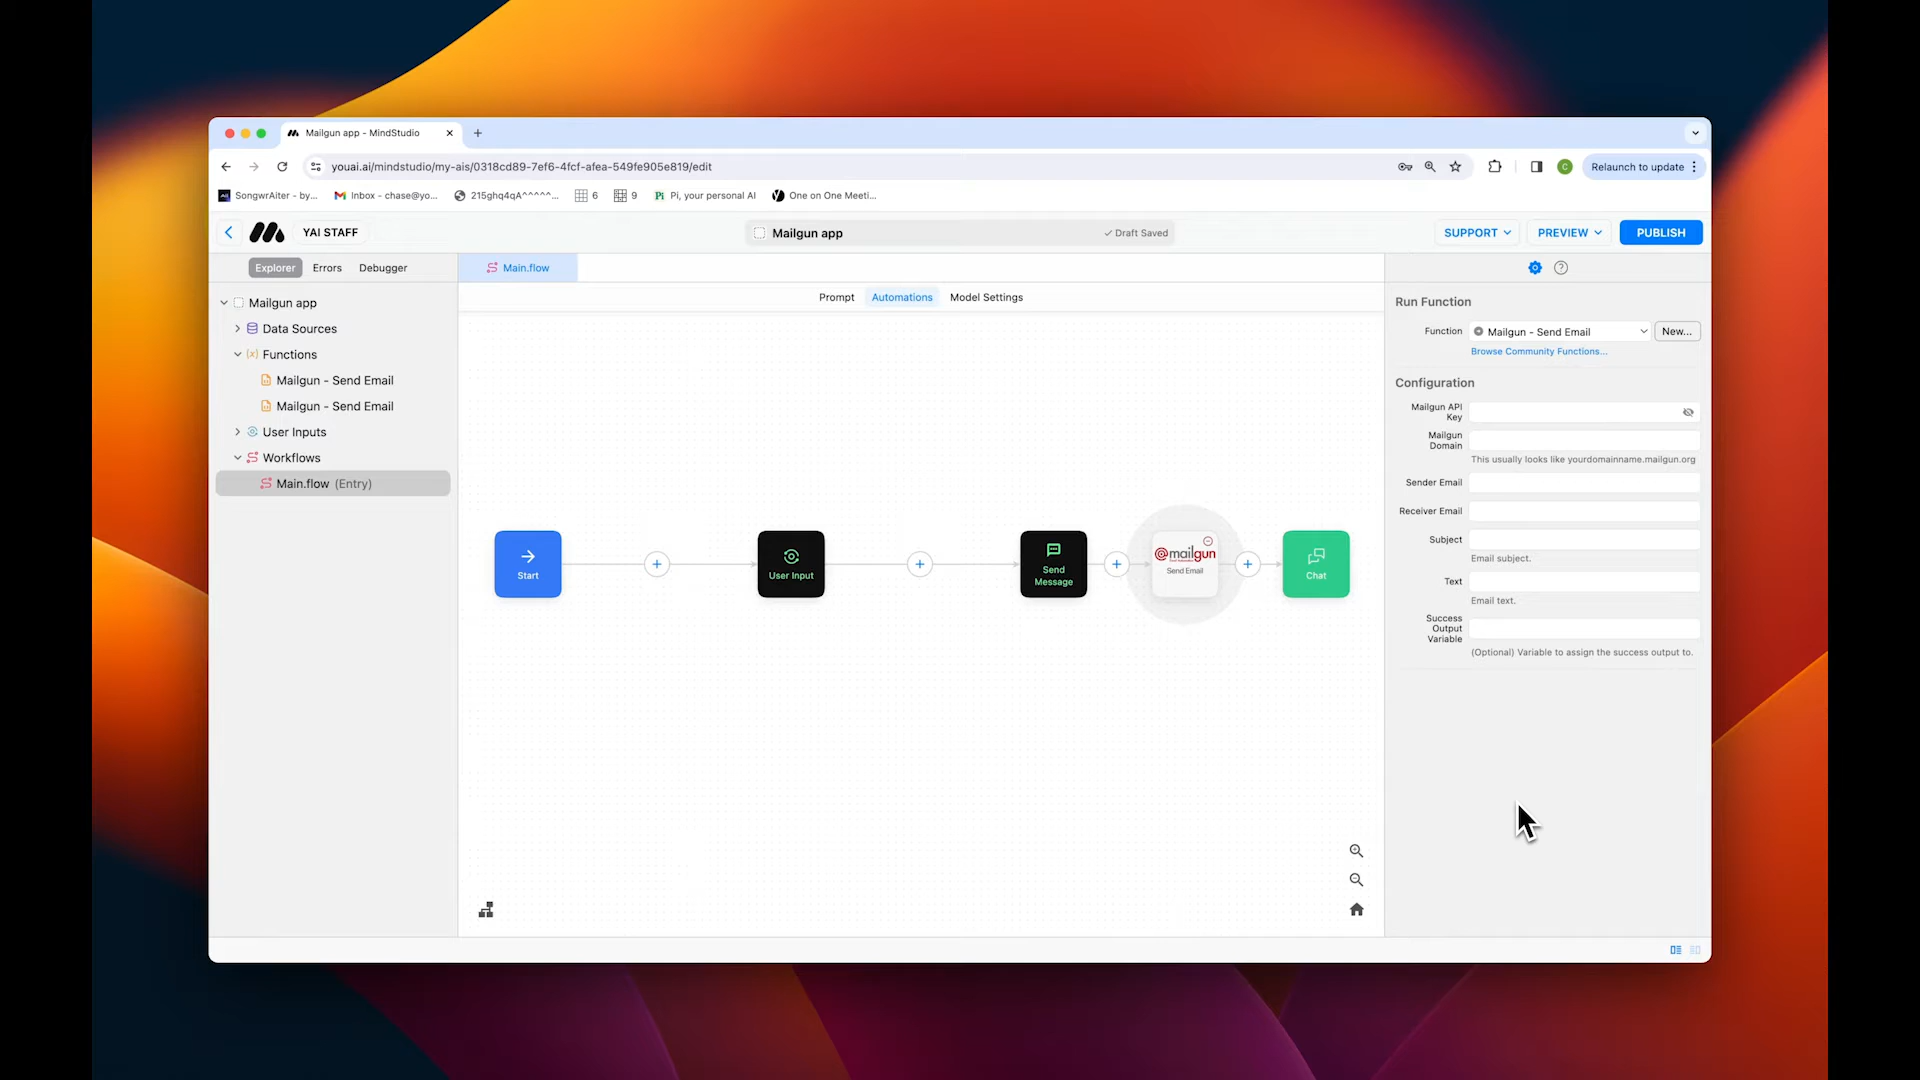 Mailgun app - MindStudio
youai.ai/mindstudio/my-ais/0318cd89-7ef6-4fcf-afea-549fe905e819/edit
C
Relaunch to update
SongwrAiter - by...
Inbox - chase@yo...
215ghq4qA^^^^^...
6
9
Pi, your personal AI
One on One Meeti...
YAI STAFF
Mailgun app
Draft Saved
SUPPORT
PREVIEW
PUBLISH
Explorer
Errors
Debugger
Main.flow
Prompt
Automations
Model Settings
Mailgun app
Data Sources
Functions
Mailgun - Send Email
Mailgun - Send Email
User Inputs
Workflows
Main.flow (Entry)
Start
User Input
Send
Message
@mailgun
Send Email
Chat
Run Function
Function
Mailgun - Send Email
New...
Browse Community Functions...
Configuration
Mailgun API
Key
Mailgun
Domain
This usually looks like yourdomainname.mailgun.org
Sender Email
Receiver Email
Subject
Email subject.
Text
Email text.
Success
Output
Variable
(Optional) Variable to assign the success output to.